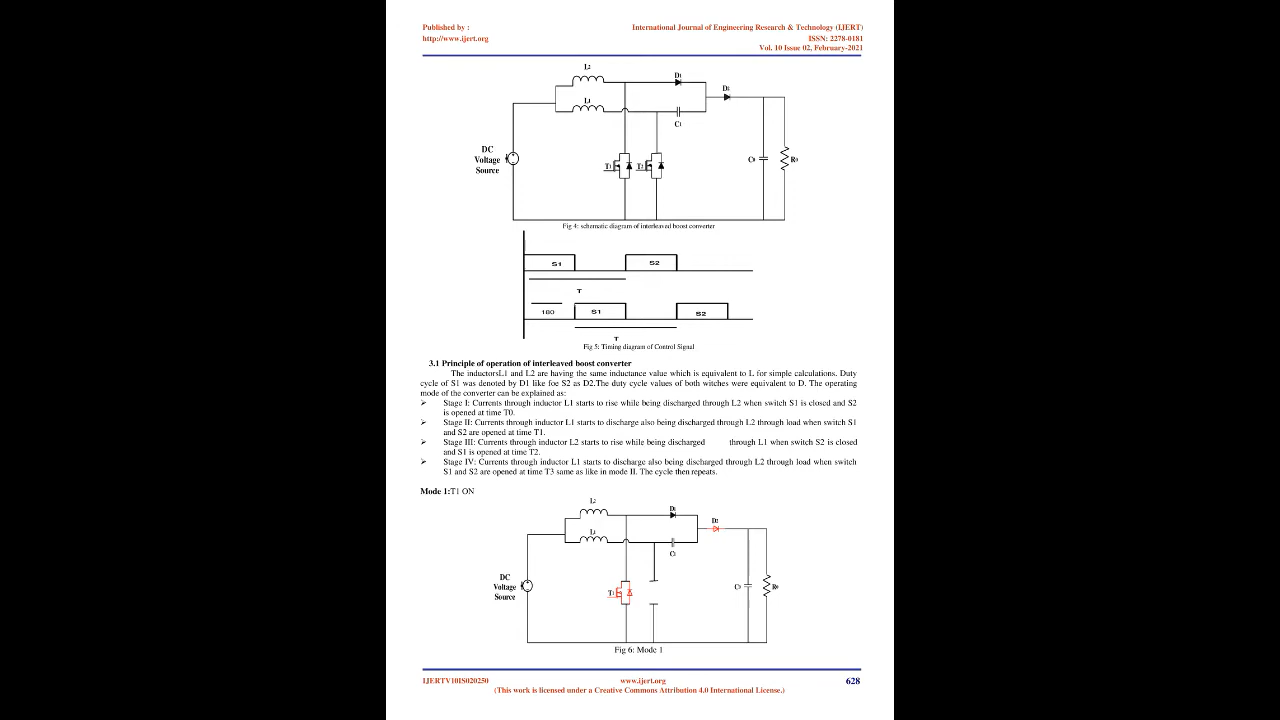 Published by :
International Journal of Engineering Research & Technology (IJERT)
http://www.ijert.org
ISSN: 2278-0181
Vol. 10 Issue 02, February-2021
L2
D1
D2
L1
C1
DC
Voltage
Source
T1
T2
C0
R0
Fig 4: schematic diagram of interleaved boost converter
S1
S2
T
180
S1
S2
T
Fig 5: Timing diagram of Control Signal
3.1 Principle of operation of interleaved boost converter
The inductorsL1 and L2 are having the same inductance value which is equivalent to L for simple calculations. Duty
cycle of S1 was denoted by D1 like foe S2 as D2.The duty cycle values of both witches were equivalent to D. The operating
mode of the converter can be explained as:
➢ Stage I: Currents through inductor L1 starts to rise while being discharged through L2 when switch S1 is closed and S2
is opened at time T0.
➢ Stage II: Currents through inductor L1 starts to discharge also being discharged through L2 through load when switch S1
and S2 are opened at time T1.
➢ Stage III: Currents through inductor L2 starts to rise while being discharged through L1 when switch S2 is closed
and S1 is opened at time T2.
➢ Stage IV: Currents through inductor L1 starts to discharge also being discharged through L2 through load when switch
S1 and S2 are opened at time T3 same as like in mode II. The cycle then repeats.
Mode 1:T1 ON
L2
D1
D2
L1
DC
Voltage
Source
T1
R0
Fig 6: Mode 1
IJERTV10IS020250
www.ijert.org
628
(This work is licensed under a Creative Commons Attribution 4.0 International License.)